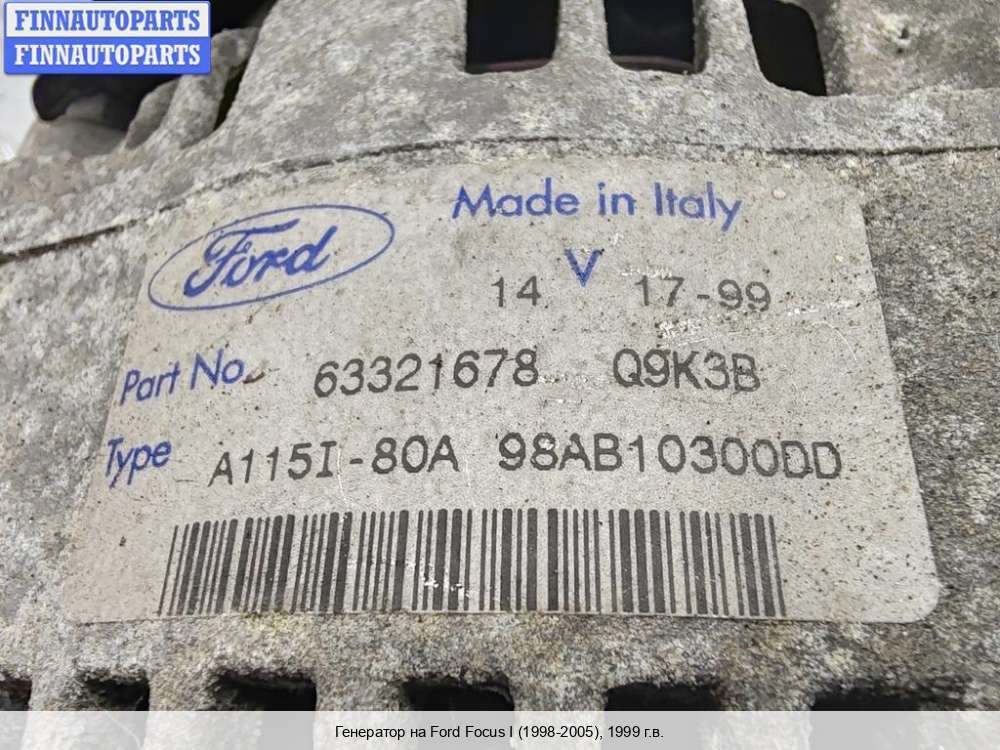 FINNAUTOPARTS
FINNAUTOPARTS
Ford
Made in Italy
14 V 17-99
Part No. 63321678 Q9K3B
Type A115I-80A 98AB10300DD
Генератор на Ford Focus I (1998-2005), 1999 г.в.